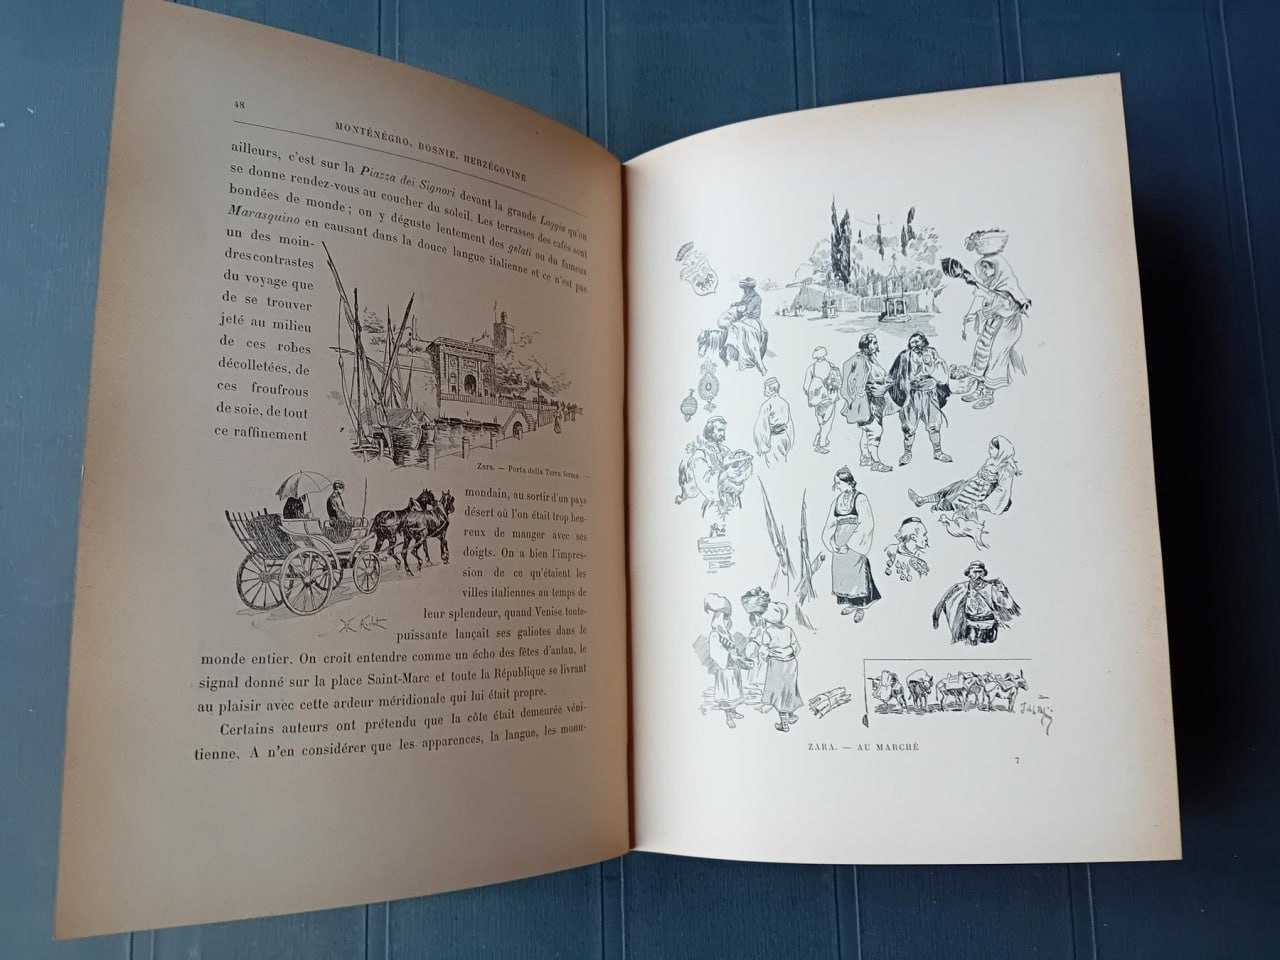 48
MONTÉNÉGRO, BOSNIE, HERZÉGOVINE
ailleurs, c'est sur la Piazza dei Signori devant la grande Loggia qu'on
se donne rendez-vous au coucher du soleil. Les terrasses des cafés sont
bondées de monde; on y déguste lentement des gelati ou du fameux
Marasquino en causant dans la douce langue italienne et ce n'est pas
un des moin-
drescontrastes
du voyage que
de se trouver
jeté au milieu
de ces robes
décolletées, de
ces froufrous
de soie, de tout
ce raffinement
Zara. — Porta della Terra ferma
mondain, au sortir d'un pays
désert où l'on était trop heu-
reux de manger avec ses
doigts. On a bien l'impres-
sion de ce qu'étaient les
villes italiennes au temps de
leur splendeur, quand Venise toute-
puissante lançait ses galiotes dans le
monde entier. On croit entendre comme un écho des fêtes d'antan, le
signal donné sur la place Saint-Marc et toute la République se livrant
au plaisir avec cette ardeur méridionale qui lui était propre.
Certains auteurs ont prétendu que la côte était demeurée véni-
tienne. A n'en considérer que les apparences, la langue, les monu-
ZARA. — AU MARCHÉ
7